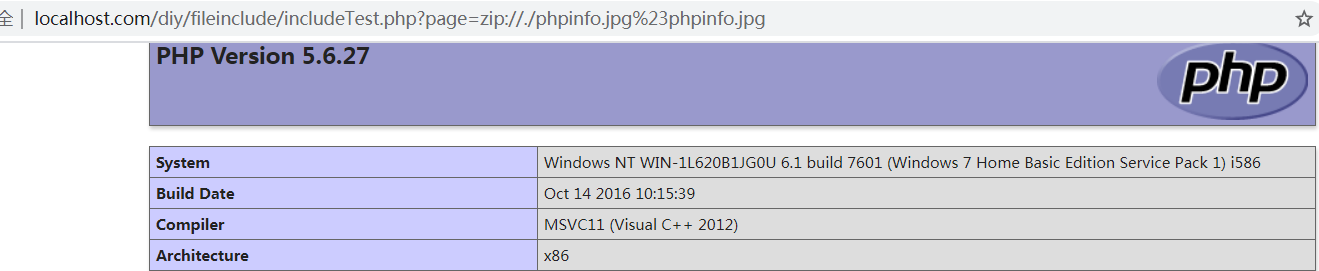 全 | localhost.com/diy/fileinclude/includeTest.php?page=zip://./phpinfo.jpg%23phpinfo.jpg
PHP Version 5.6.27
php
System Windows NT WIN-1L620B1JG0U 6.1 build 7601 (Windows 7 Home Basic Edition Service Pack 1) i586
Build Date Oct 14 2016 10:15:39
Compiler MSVC11 (Visual C++ 2012)
Architecture x86